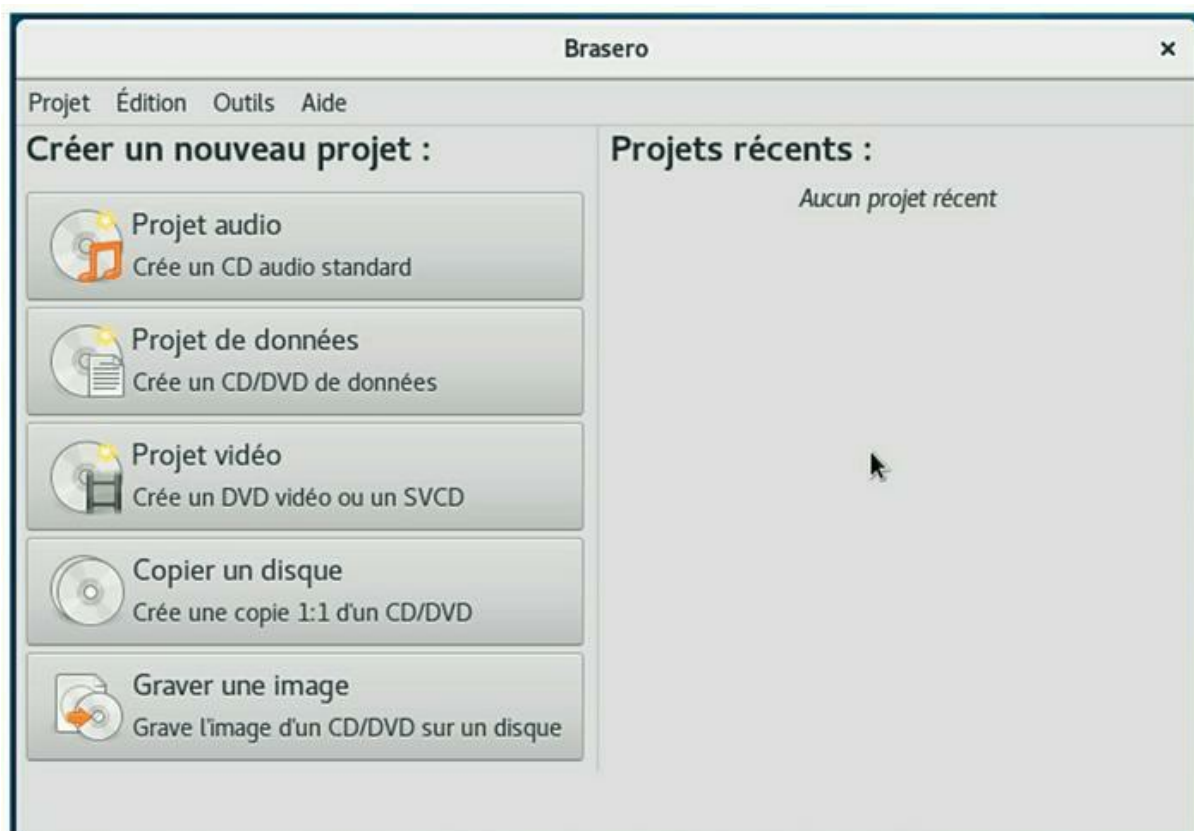 Brasero
Projet Édition Outils Aide
Créer un nouveau projet :
Projet audio
Crée un CD audio standard
Projet de données
Crée un CD/DVD de données
Projet vidéo
Crée un DVD vidéo ou un SVCD
Copier un disque
Crée une copie 1:1 d'un CD/DVD
Graver une image
Grave l'image d'un CD/DVD sur un disque
Projets récents :
Aucun projet récent